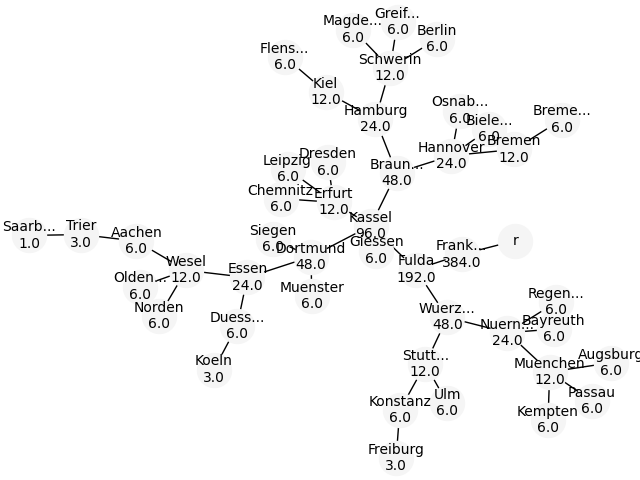 Greif...
6.0
Magde...
6.0
Berlin
6.0
Flens...
6.0
Schwerin
12.0
Kiel
12.0
Hamburg
24.0
Osnab...
6.0
Breme...
6.0
Biele...
6.0
Hannover
24.0
Bremen
12.0
Braun...
48.0
Leipzig
6.0
Dresden
6.0
Chemnitz
6.0
Erfurt
12.0
Kassel
96.0
Saarb...
1.0
Trier
3.0
Aachen
6.0
Siegen
6.0
Dortmund
48.0
Giessen
6.0
Frank...
384.0
r
Fulda
192.0
Wesel
12.0
Essen
24.0
Olden...
6.0
Muenster
6.0
Norden
6.0
Duess...
6.0
Koeln
3.0
Wuerz...
48.0
Regen...
6.0
Nuern...
24.0
Bayreuth
6.0
Stutt...
12.0
Muenchen
12.0
Augsburg
6.0
Konstanz
6.0
Ulm
6.0
Passau
6.0
Kempten
6.0
Freiburg
3.0